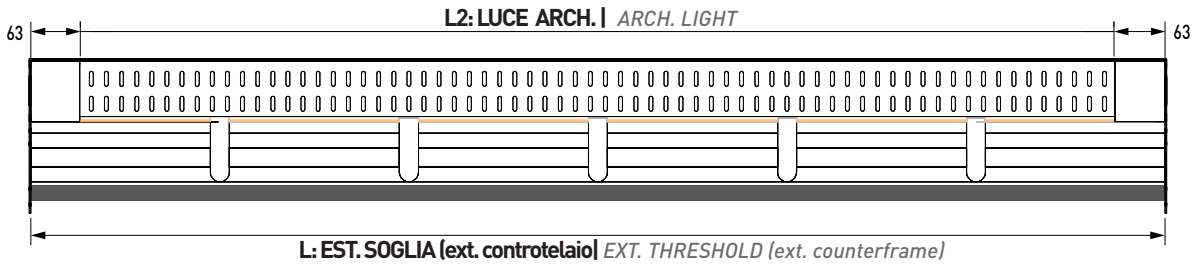 L2: LUCE ARCH. | ARCH. LIGHT
63 63
L: EST. SOGLIA (ext. controtelaio| EXT. THRESHOLD (ext. counterframe)